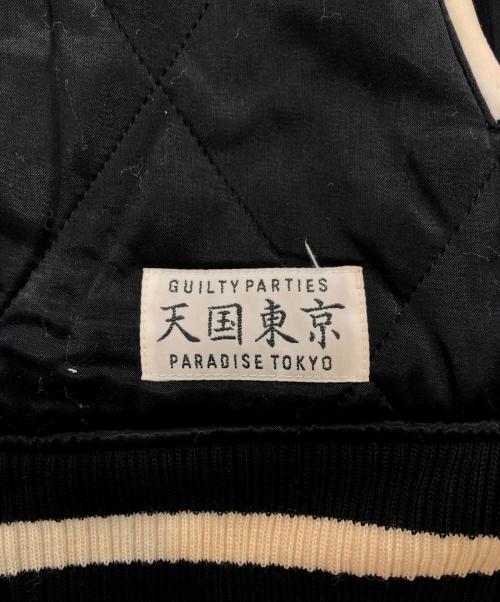 GUILTY PARTIES
天国東京
PARADISE TOKYO